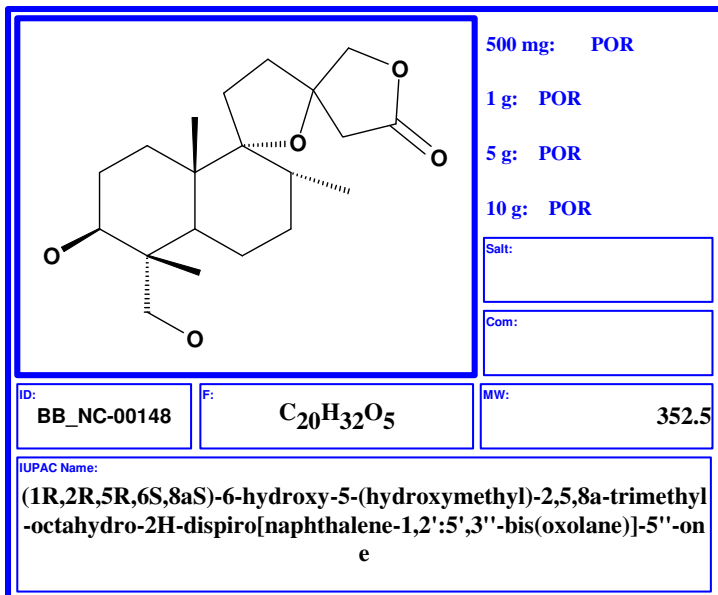 O
O
O
O
O
500 mg: POR
1 g: POR
5 g: POR
10 g: POR
Salt:
Com:
ID:
BB_NC-00148
F:
C20H32O5
MW:
352.5
IUPAC Name:
(1R,2R,5R,6S,8aS)-6-hydroxy-5-(hydroxymethyl)-2,5,8a-trimethyl
-octahydro-2H-dispiro[naphthalene-1,2':5',3''-bis(oxolane)]-5''-on
e